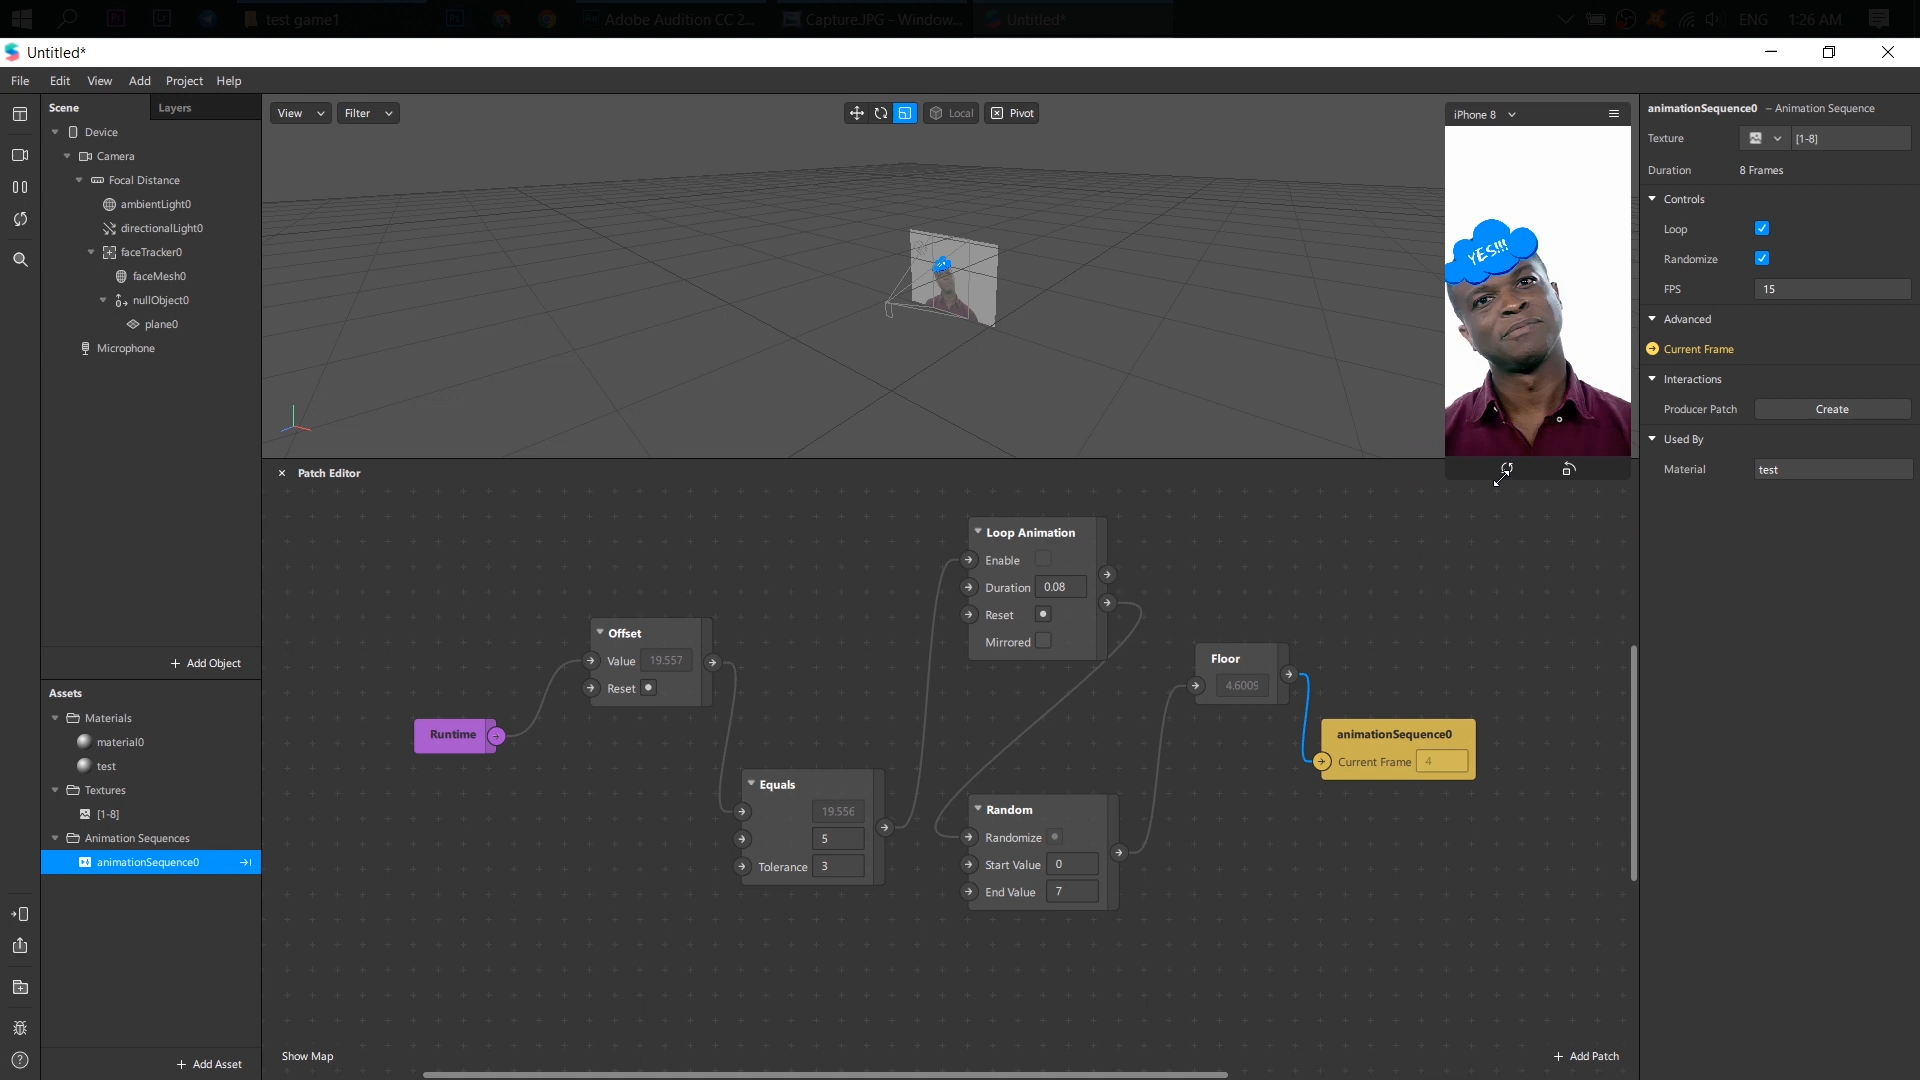 test game1
Adobe Audition CC 2...
CaptureJPG - Window...
Untitled*
ENG
1:26 AM
Untitled*
File
Edit
View
Add
Project
Help
Scene
Layers
Device
Camera
Focal Distance
ambientLight0
directionalLight0
faceTracker0
faceMesh0
nullObject0
plane0
Microphone
+ Add Object
Assets
Materials
material0
test
Textures
[1-8]
Animation Sequences
animationSequence0
+ Add Asset
View
Filter
Local
Pivot
iPhone 8
YES!!!
Patch Editor
Runtime
Offset
Value 19.557
Reset
Equals
19.556
5
Tolerance 3
Loop Animation
Enable
Duration 0.08
Reset
Mirrored
Random
Randomize
Start Value 0
End Value 7
Floor
4.6009
animationSequence0
Current Frame 4
Show Map
+ Add Patch
animationSequence0 – Animation Sequence
Texture [1-8]
Duration 8 Frames
Controls
Loop
Randomize
FPS 15
Advanced
Current Frame
Interactions
Producer Patch Create
Used By
Material test